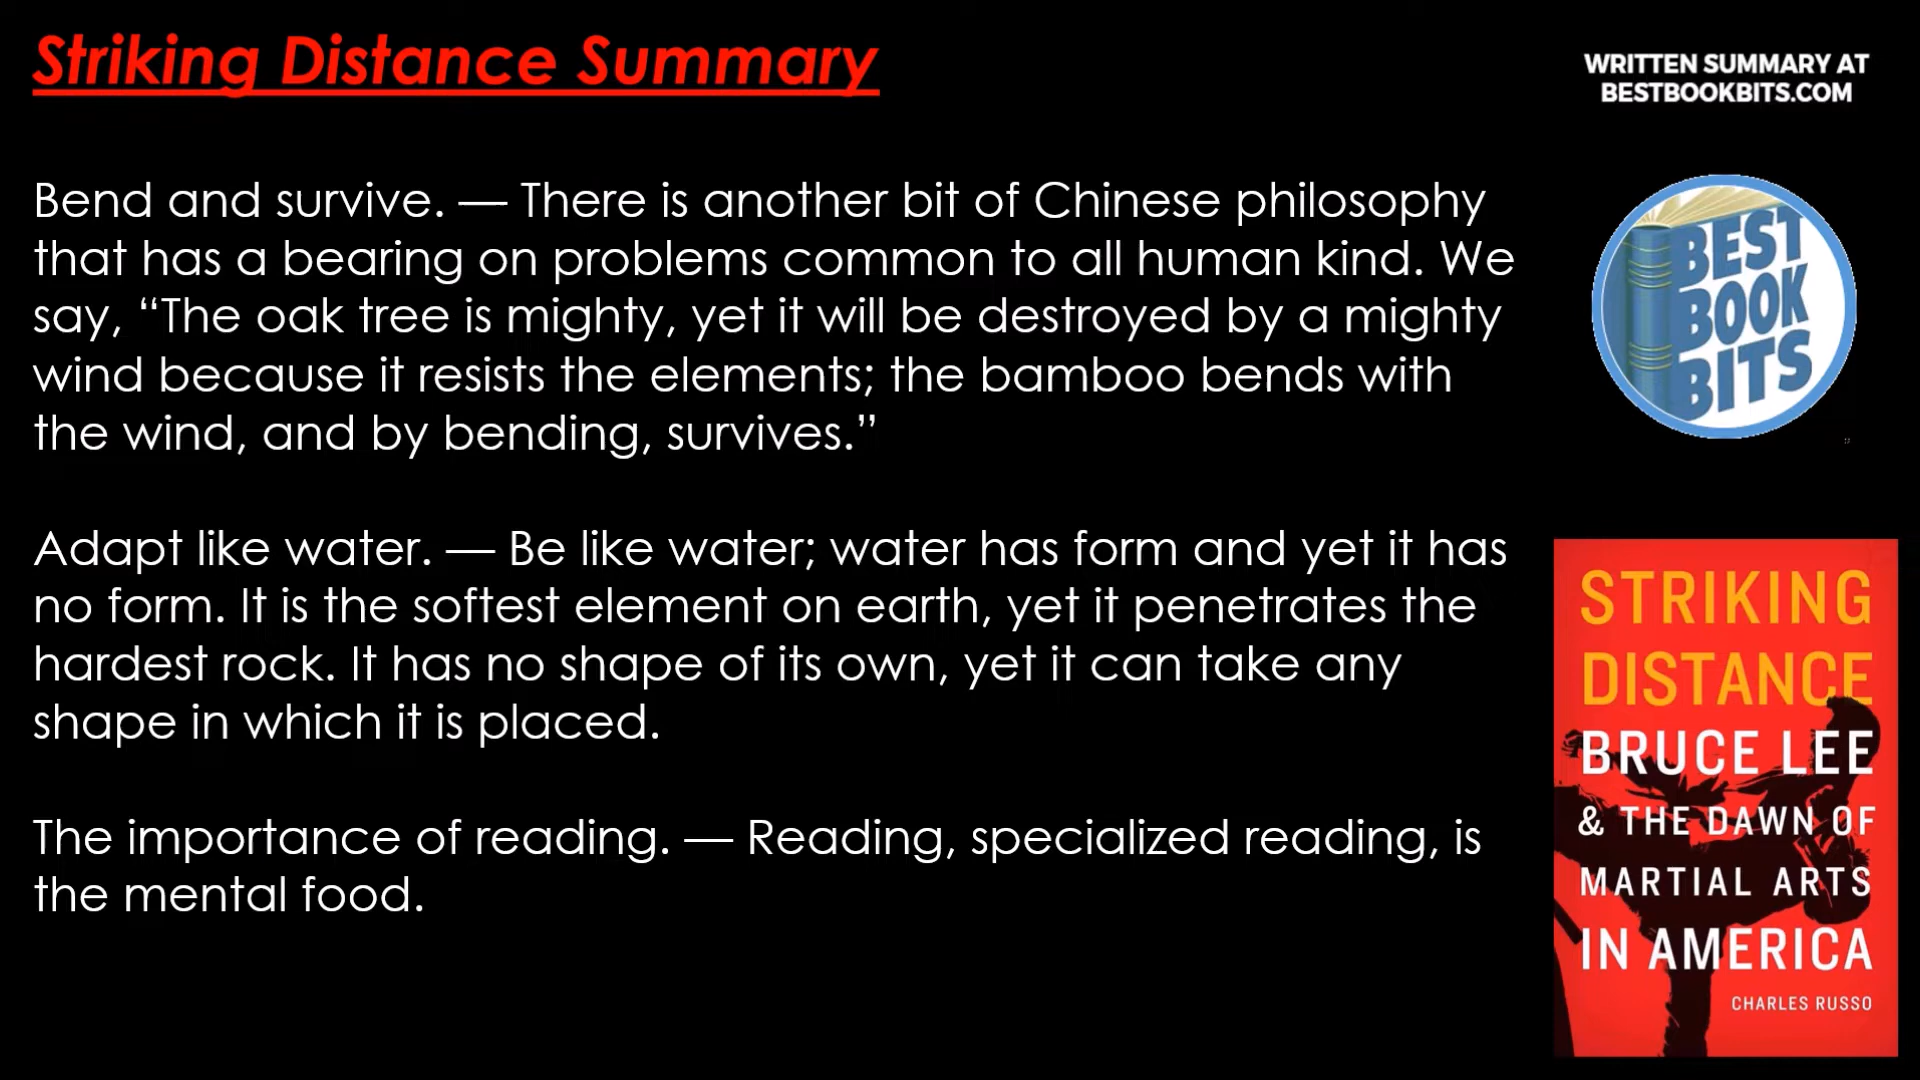 Striking Distance Summary
WRITTEN SUMMARY AT
BESTBOOKBITS.COM
Bend and survive. — There is another bit of Chinese philosophy
that has a bearing on problems common to all human kind. We
say, “The oak tree is mighty, yet it will be destroyed by a mighty
wind because it resists the elements; the bamboo bends with
the wind, and by bending, survives.”
Adapt like water. — Be like water; water has form and yet it has
no form. It is the softest element on earth, yet it penetrates the
hardest rock. It has no shape of its own, yet it can take any
shape in which it is placed.
The importance of reading. — Reading, specialized reading, is
the mental food.
BEST
BOOK
BITS
STRIKING
DISTANCE
BRUCE LEE
& THE DAWN OF
MARTIAL ARTS
IN AMERICA
CHARLES RUSSO